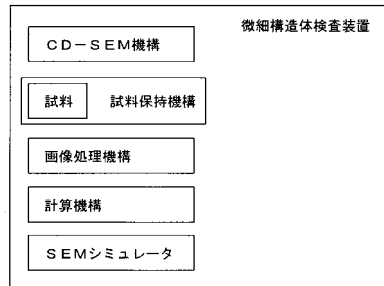 微細構造体検査装置
ＣＤ－ＳＥＭ機構
試料 試料保持機構
画像処理機構
計算機構
ＳＥＭシミュレータ